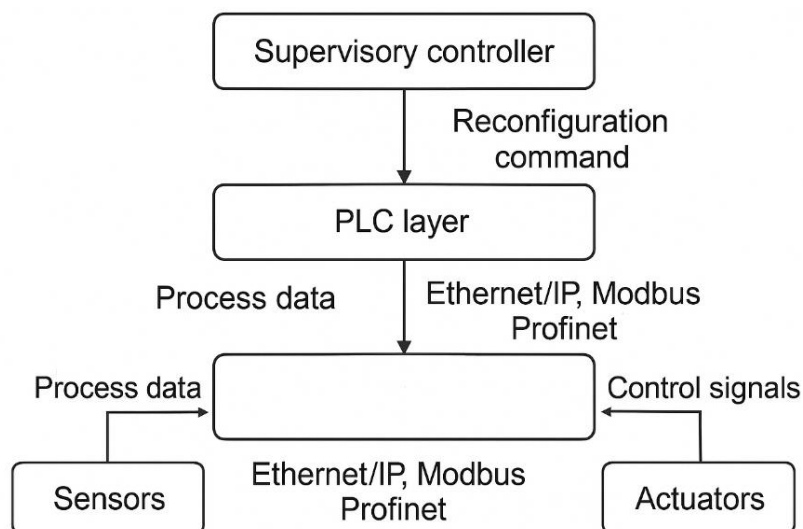 Supervisory controller
Reconfiguration
command
PLC layer
Process data
Ethernet/IP, Modbus
Profinet
Process data
Control signals
Sensors
Ethernet/IP, Modbus
Profinet
Actuators